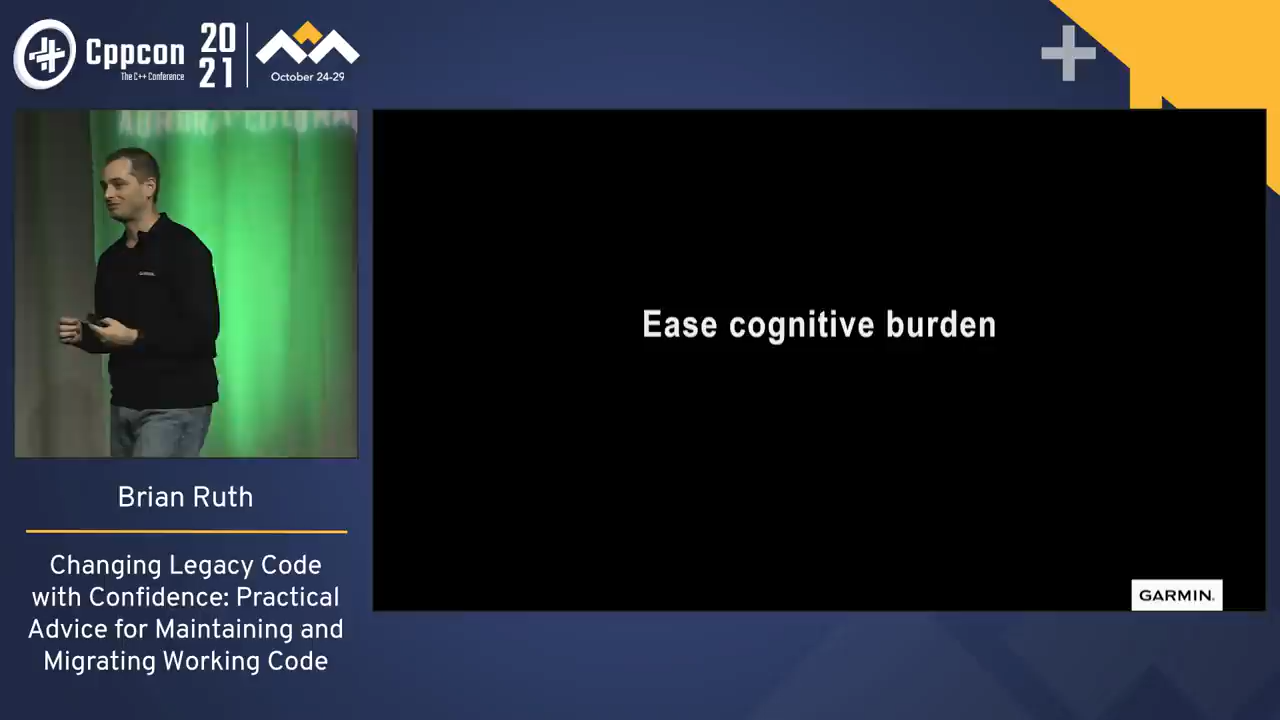 Cppcon
The C++ Conference
20
21
October 24-29
Ease cognitive burden
GARMIN.
Brian Ruth
Changing Legacy Code
with Confidence: Practical
Advice for Maintaining and
Migrating Working Code